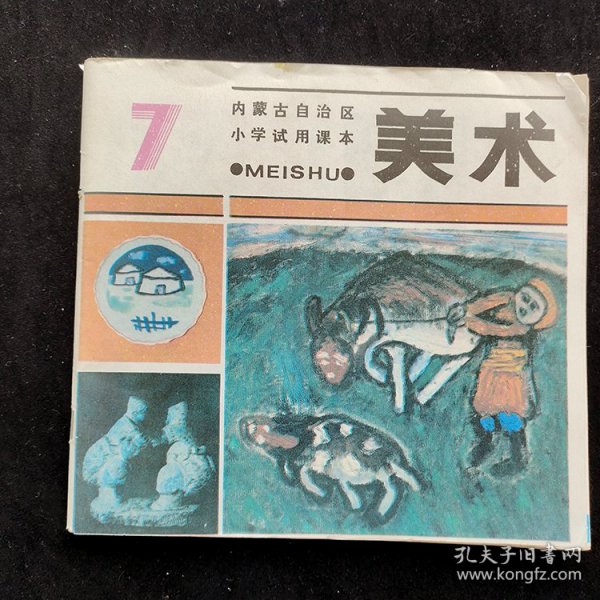 7
内蒙古自治区
小学试用课本
●MEISHU●
美术
孔夫子旧书网
www.kongfz.com